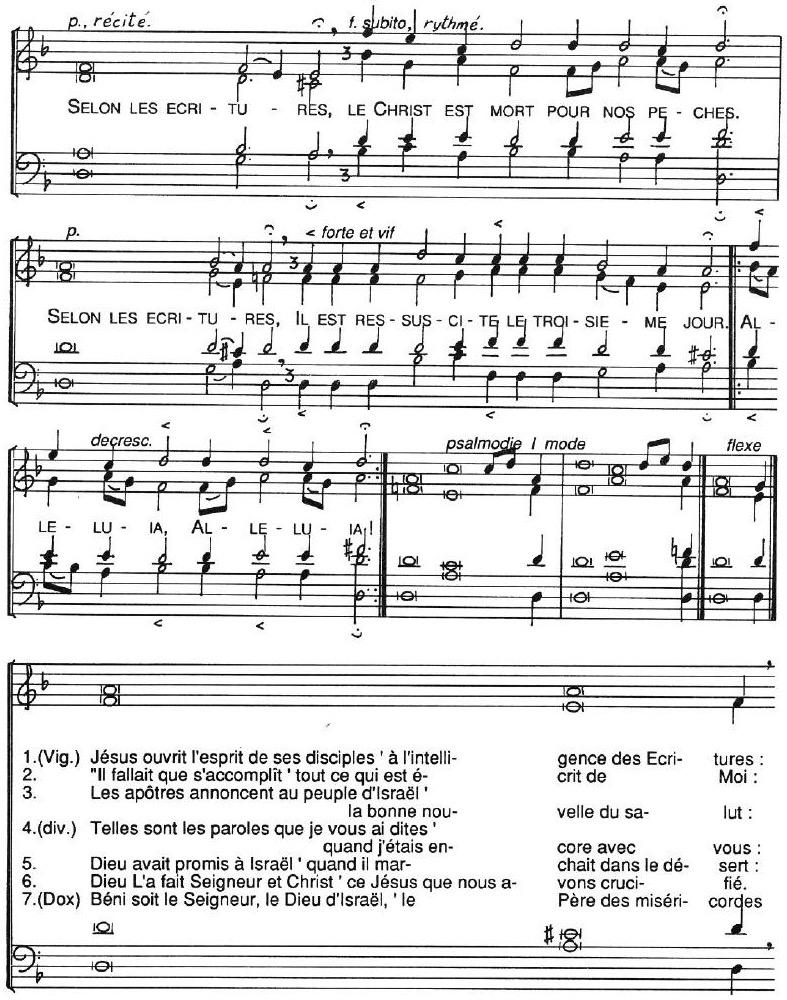 p., récité. f. subito, rythmé.
3
SELON LES ECRI - TU - RES, LE CHRIST EST MORT POUR NOS PE - CHES.
3
p. < forte et vif
3
SELON LES ECRI - TU - RES, IL EST RES - SUS - CI - TE LE TROI - SIE - ME JOUR. AL -
3
decresc. psalmodie I mode flexe
LE - LU - IA, AL - LE - LU - IA!
1.(Vig.) Jésus ouvrit l'esprit de ses disciples ' à l'intelli- gence des Ecri- tures :
2. "Il fallait que s'accomplît ' tout ce qui est é- crit de Moi :
3. Les apôtres annoncent au peuple d'Israël '
la bonne nou- velle du sa- lut :
4.(div.) Telles sont les paroles que je vous ai dites '
quand j'étais en- core avec vous :
5. Dieu avait promis à Israël ' quand il mar- chait dans le dé- sert :
6. Dieu L'a fait Seigneur et Christ ' ce Jésus que nous a- vons cruci- fié.
7.(Dox) Béni soit le Seigneur, le Dieu d'Israël, ' le Père des miséri- cordes